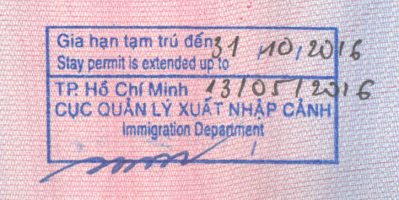 Gia hạn tạm trú đến 31/10/2016
Stay permit is extended up to
TP. Hồ Chí Minh 13/05/2016
CỤC QUẢN LÝ XUẤT NHẬP CẢNH
Immigration Department